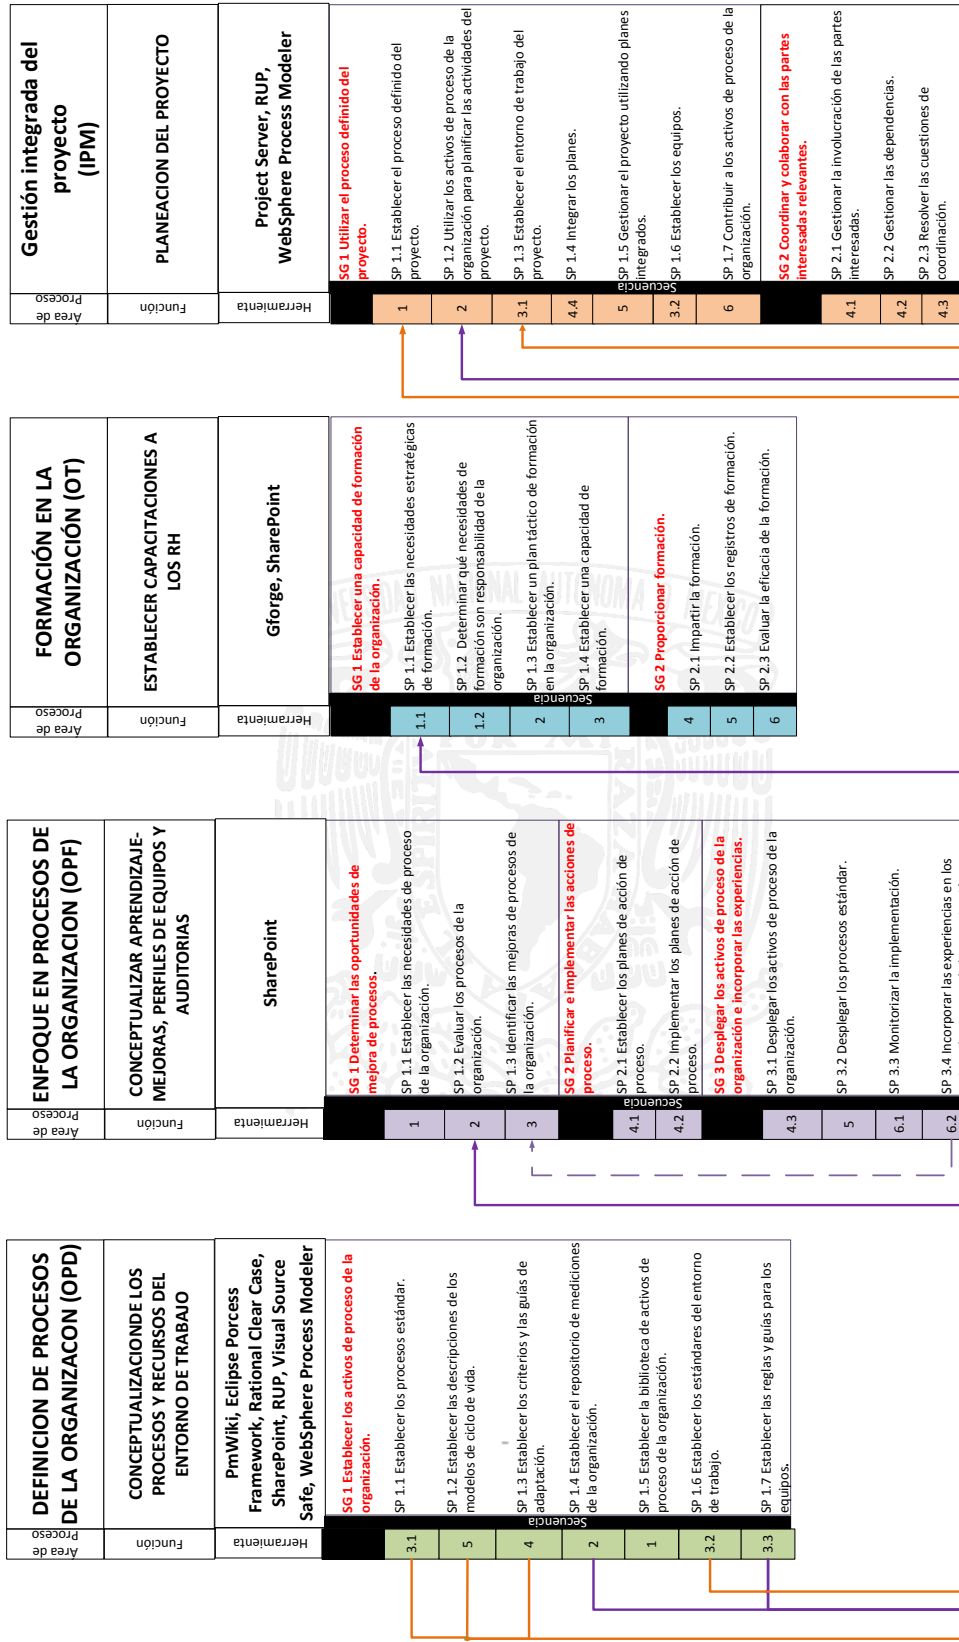 DEFINICION DE PROCESOS
DE LA ORGANIZACON (OPD)
Área de
Proceso
CONCEPTUALIZACIONDE LOS
PROCESOS Y RECURSOS DEL
ENTORNO DE TRABAJO
Función
PmWiki, Eclipse Porcess
Framework, Rational Clear Case,
SharePoint, RUP, Visual Source
Safe, WebSphere Process Modeler
Herramienta
SG 1 Establecer los activos de proceso de la
organización.
SP 1.1 Establecer los procesos estándar.
3.1
SP 1.2 Establecer las descripciones de los
modelos de ciclo de vida.
5
SP 1.3 Establecer los criterios y las guías de
adaptación.
4
SP 1.4 Establecer el repositorio de mediciones
de la organización.
2
SP 1.5 Establecer la biblioteca de activos de
proceso de la organización.
1
SP 1.6 Establecer los estándares del entorno
de trabajo.
3.2
SP 1.7 Establecer las reglas y guías para los
equipos.
3.3
Secuencia
ENFOQUE EN PROCESOS DE
LA ORGANIZACION (OPF)
Área de
Proceso
CONCEPTUALIZAR APRENDIZAJE-
MEJORAS, PERFILES DE EQUIPOS Y
AUDITORIAS
Función
SharePoint
Herramienta
SG 1 Determinar las oportunidades de
mejora de procesos.
SP 1.1 Establecer las necesidades de proceso
de la organización.
1
SP 1.2 Evaluar los procesos de la
organización.
2
SP 1.3 Identificar las mejoras de procesos de
la organización.
3
SG 2 Planificar e implementar las acciones de
proceso.
SP 2.1 Establecer los planes de acción de
proceso.
4.1
SP 2.2 Implementar los planes de acción de
proceso.
4.2
SG 3 Desplegar los activos de proceso de la
organización e incorporar las experiencias.
SP 3.1 Desplegar los activos de proceso de la
organización.
4.3
SP 3.2 Desplegar los procesos estándar.
5
SP 3.3 Monitorizar la implementación.
6.1
SP 3.4 Incorporar las experiencias en los
6.2
Secuencia
FORMACIÓN EN LA
ORGANIZACIÓN (OT)
Área de
Proceso
ESTABLECER CAPACITACIONES A
LOS RH
Función
Gforge, SharePoint
Herramienta
SG 1 Establecer una capacidad de formación
de la organización.
SP 1.1 Establecer las necesidades estratégicas
de formación.
1.1
SP 1.2 Determinar qué necesidades de
formación son responsabilidad de la
organización.
1.2
SP 1.3 Establecer un plan táctico de formación
en la organización.
2
SP 1.4 Establecer una capacidad de
formación.
3
SG 2 Proporcionar formación.
SP 2.1 Impartir la formación.
4
SP 2.2 Establecer los registros de formación.
5
SP 2.3 Evaluar la eficacia de la formación.
6
Secuencia
Gestión integrada del
proyecto
(IPM)
Área de
Proceso
PLANEACION DEL PROYECTO
Función
Project Server, RUP,
WebSphere Process Modeler
Herramienta
SG 1 Utilizar el proceso definido del
proyecto.
SP 1.1 Establecer el proceso definido del
proyecto.
1
SP 1.2 Utilizar los activos de proceso de la
organización para planificar las actividades del
proyecto.
2
SP 1.3 Establecer el entorno de trabajo del
proyecto.
3.1
SP 1.4 Integrar los planes.
4.4
SP 1.5 Gestionar el proyecto utilizando planes
integrados.
5
SP 1.6 Establecer los equipos.
3.2
SP 1.7 Contribuir a los activos de proceso de la
organización.
6
SG 2 Coordinar y colaborar con las partes
interesadas relevantes.
SP 2.1 Gestionar la involucración de las partes
interesadas.
4.1
SP 2.2 Gestionar las dependencias.
4.2
SP 2.3 Resolver las cuestiones de
coordinación.
4.3
Secuencia